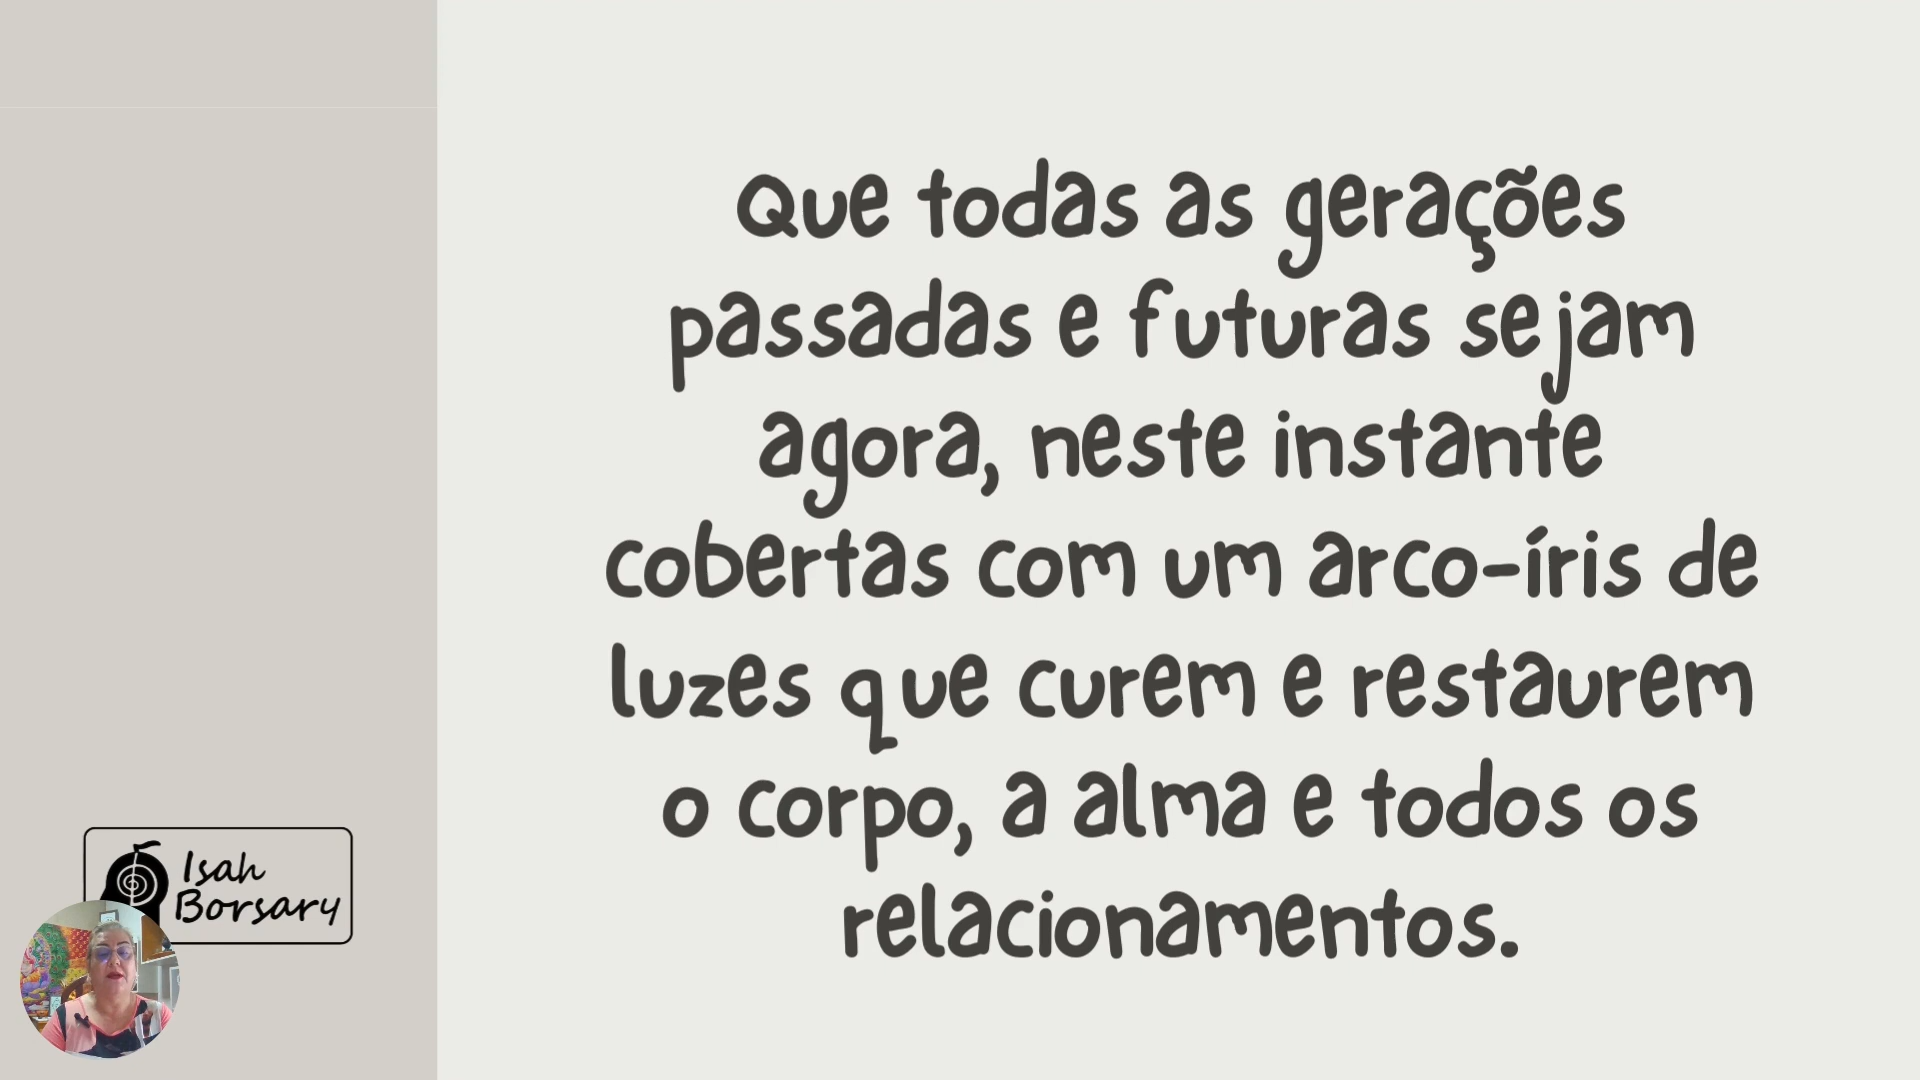 Que todas as gerações
passadas e futuras sejam
agora, neste instante
cobertas com um arco-íris de
luzes que curem e restaurem
o corpo, a alma e todos os
relacionamentos.
Isah
Borsary